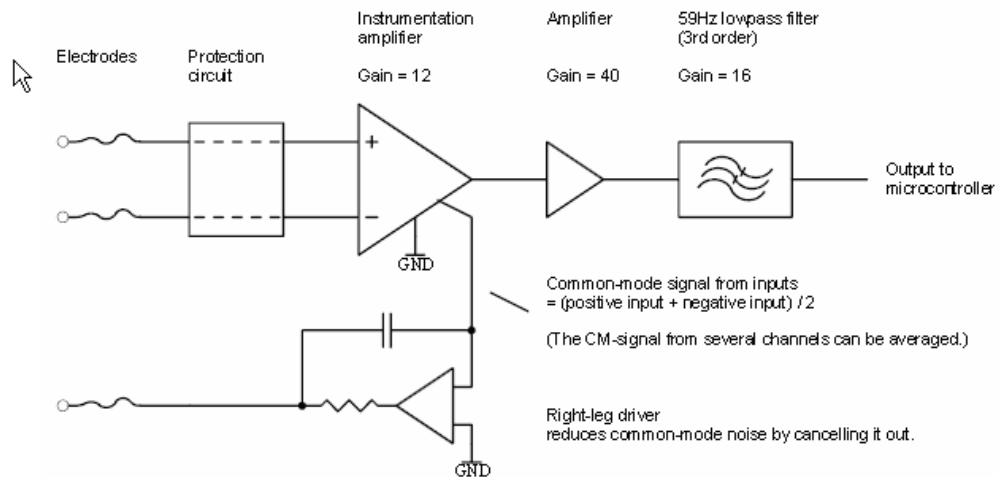 Electrodes
Protection
circuit
Instrumentation
amplifier
Gain = 12
Amplifier
Gain = 40
59Hz lowpass filter
(3rd order)
Gain = 16
+
−
GND
Output to
microcontroller
Common-mode signal from inputs
= (positive input + negative input) / 2
(The CM-signal from several channels can be averaged.)
Right-leg driver
reduces common-mode noise by cancelling it out.
GND